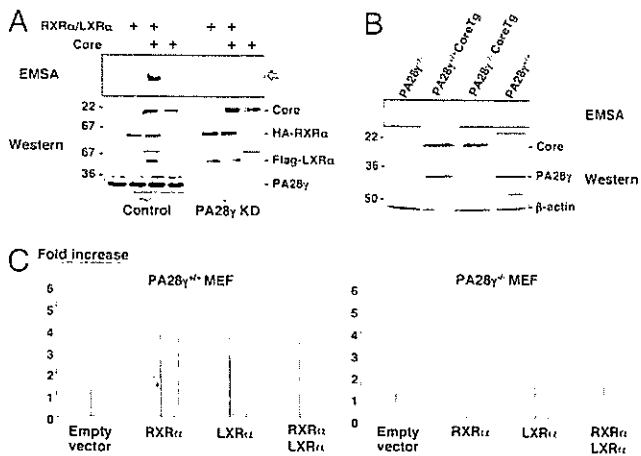 A
RXRα/LXRα + + + +
Core + + + +
EMSA
Western
22 -
67 -
67 -
36 -
Core
HA-RXRα
Flag-LXRα
PA28γ
Control PA28γ KD
B
PA28γ-/-
PA28γ+/+CoreTg
PA28γ-/-CoreTg
PA28γ+/+
EMSA
22 -
36 -
50 -
Core
PA28γ
β-actin
Western
C
Fold increase
PA28γ+/+ MEF
6
5
4
3
2
1
0
Empty vector
RXRα
LXRα
RXRα LXRα
PA28γ-/- MEF
6
5
4
3
2
1
0
Empty vector
RXRα
LXRα
RXRα LXRα